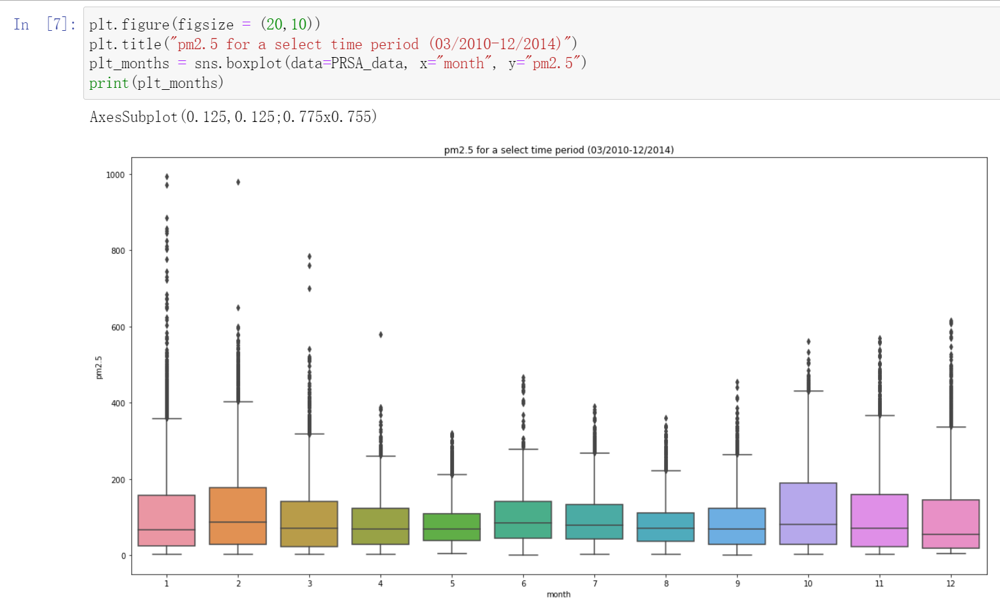 In [7]:
plt.figure(figsize = (20,10))
plt.title("pm2.5 for a select time period (03/2010-12/2014)")
plt_months = sns.boxplot(data=PRSA_data, x="month", y="pm2.5")
print(plt_months)
AxesSubplot(0.125,0.125;0.775x0.755)
pm2.5 for a select time period (03/2010-12/2014)
1000
800
600
pm2.5
400
200
0
1 2 3 4 5 6 7 8 9 10 11 12
month